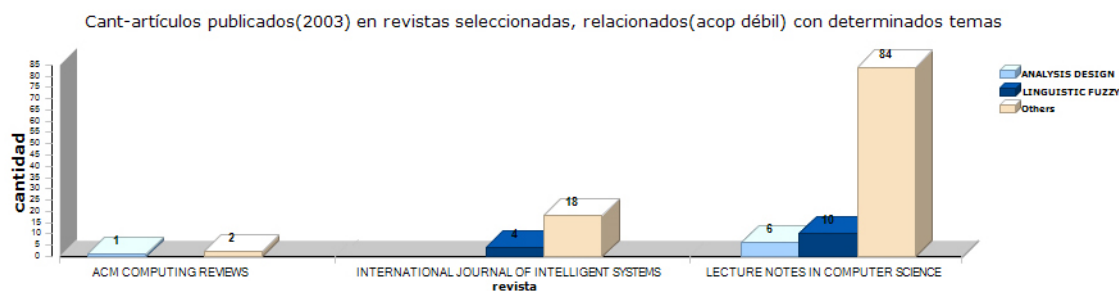 Cant-artículos publicados(2003) en revistas seleccionadas, relacionados(acop débil) con determinados temas
cantidad
85
80
75
70
65
60
55
50
45
40
35
30
25
20
15
10
5
0
1
2
4
18
6
10
84
ANALYSIS DESIGN
LINGUISTIC FUZZY
Others
ACM COMPUTING REVIEWS
INTERNATIONAL JOURNAL OF INTELLIGENT SYSTEMS
LECTURE NOTES IN COMPUTER SCIENCE
revista